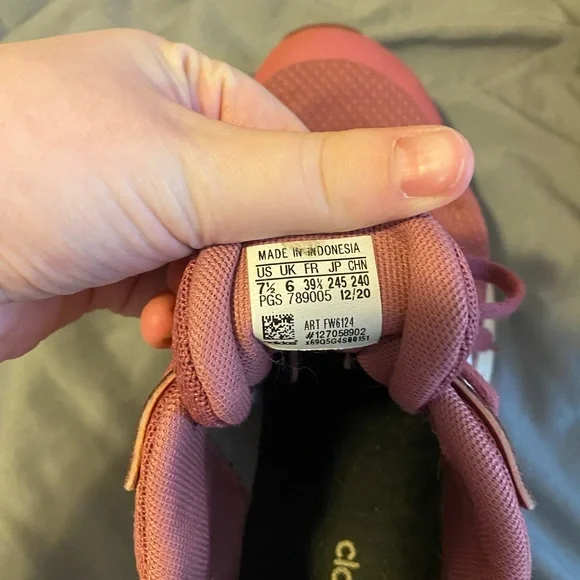 MADE IN INDONESIA
US UK FR JP CHN
7½ 6 39⅓ 245 240
PGS 789005 12/20
ART FW6124
#127058902
adidas
clo